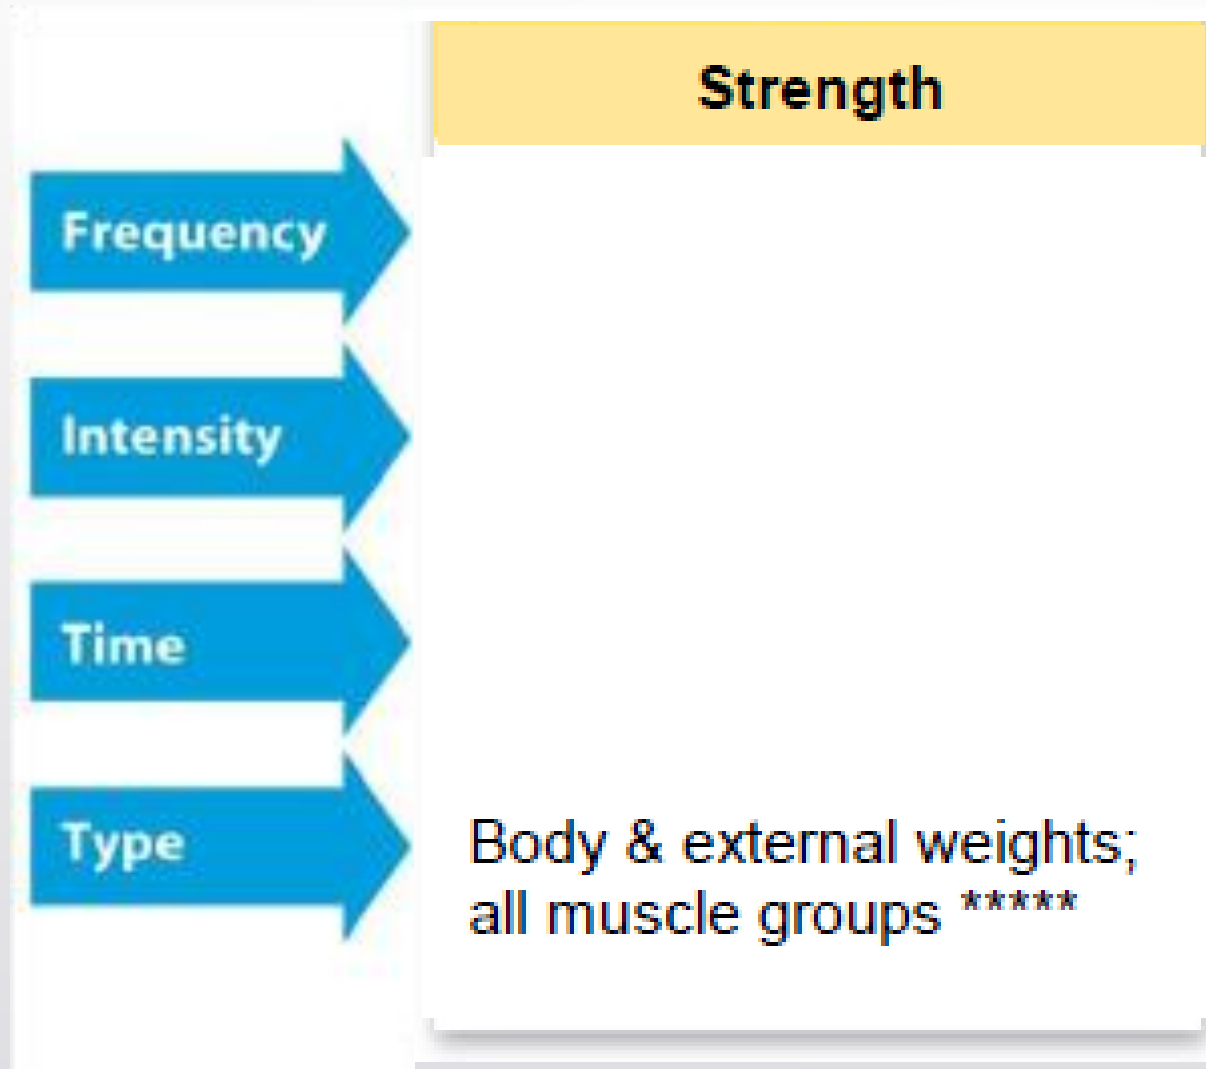 Strength
Frequency
Intensity
Time
Type
Body & external weights;
all muscle groups *****